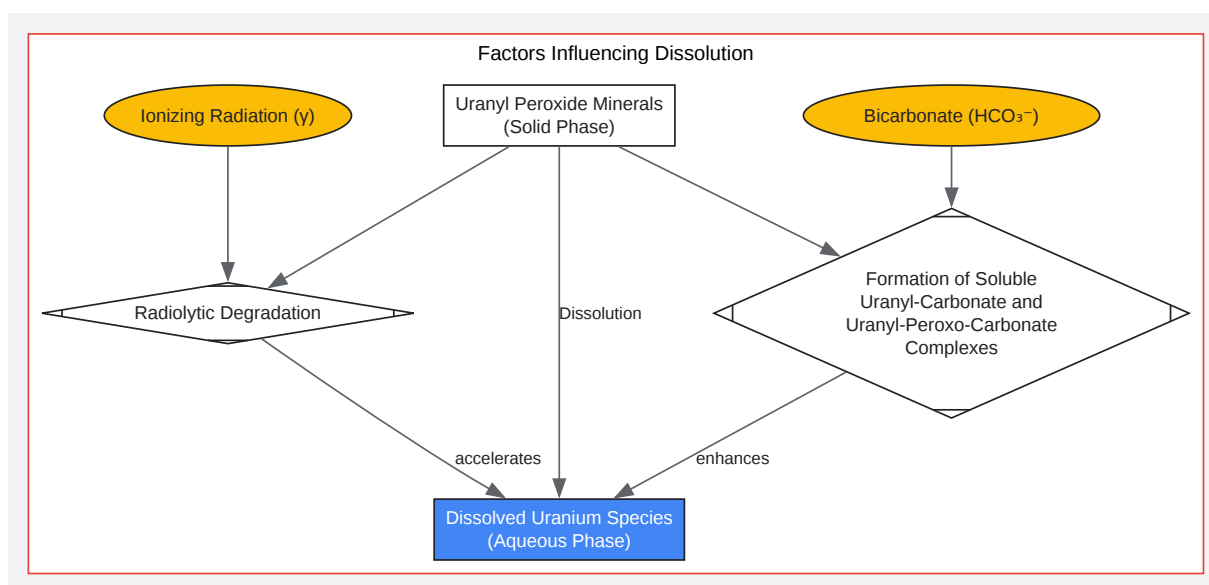 Factors Influencing Dissolution
Ionizing Radiation (γ)
Uranyl Peroxide Minerals
(Solid Phase)
Bicarbonate (HCO₃⁻)
Radiolytic Degradation
Dissolution
Formation of Soluble
Uranyl-Carbonate and
Uranyl-Peroxo-Carbonate
Complexes
accelerates
enhances
Dissolved Uranium Species
(Aqueous Phase)